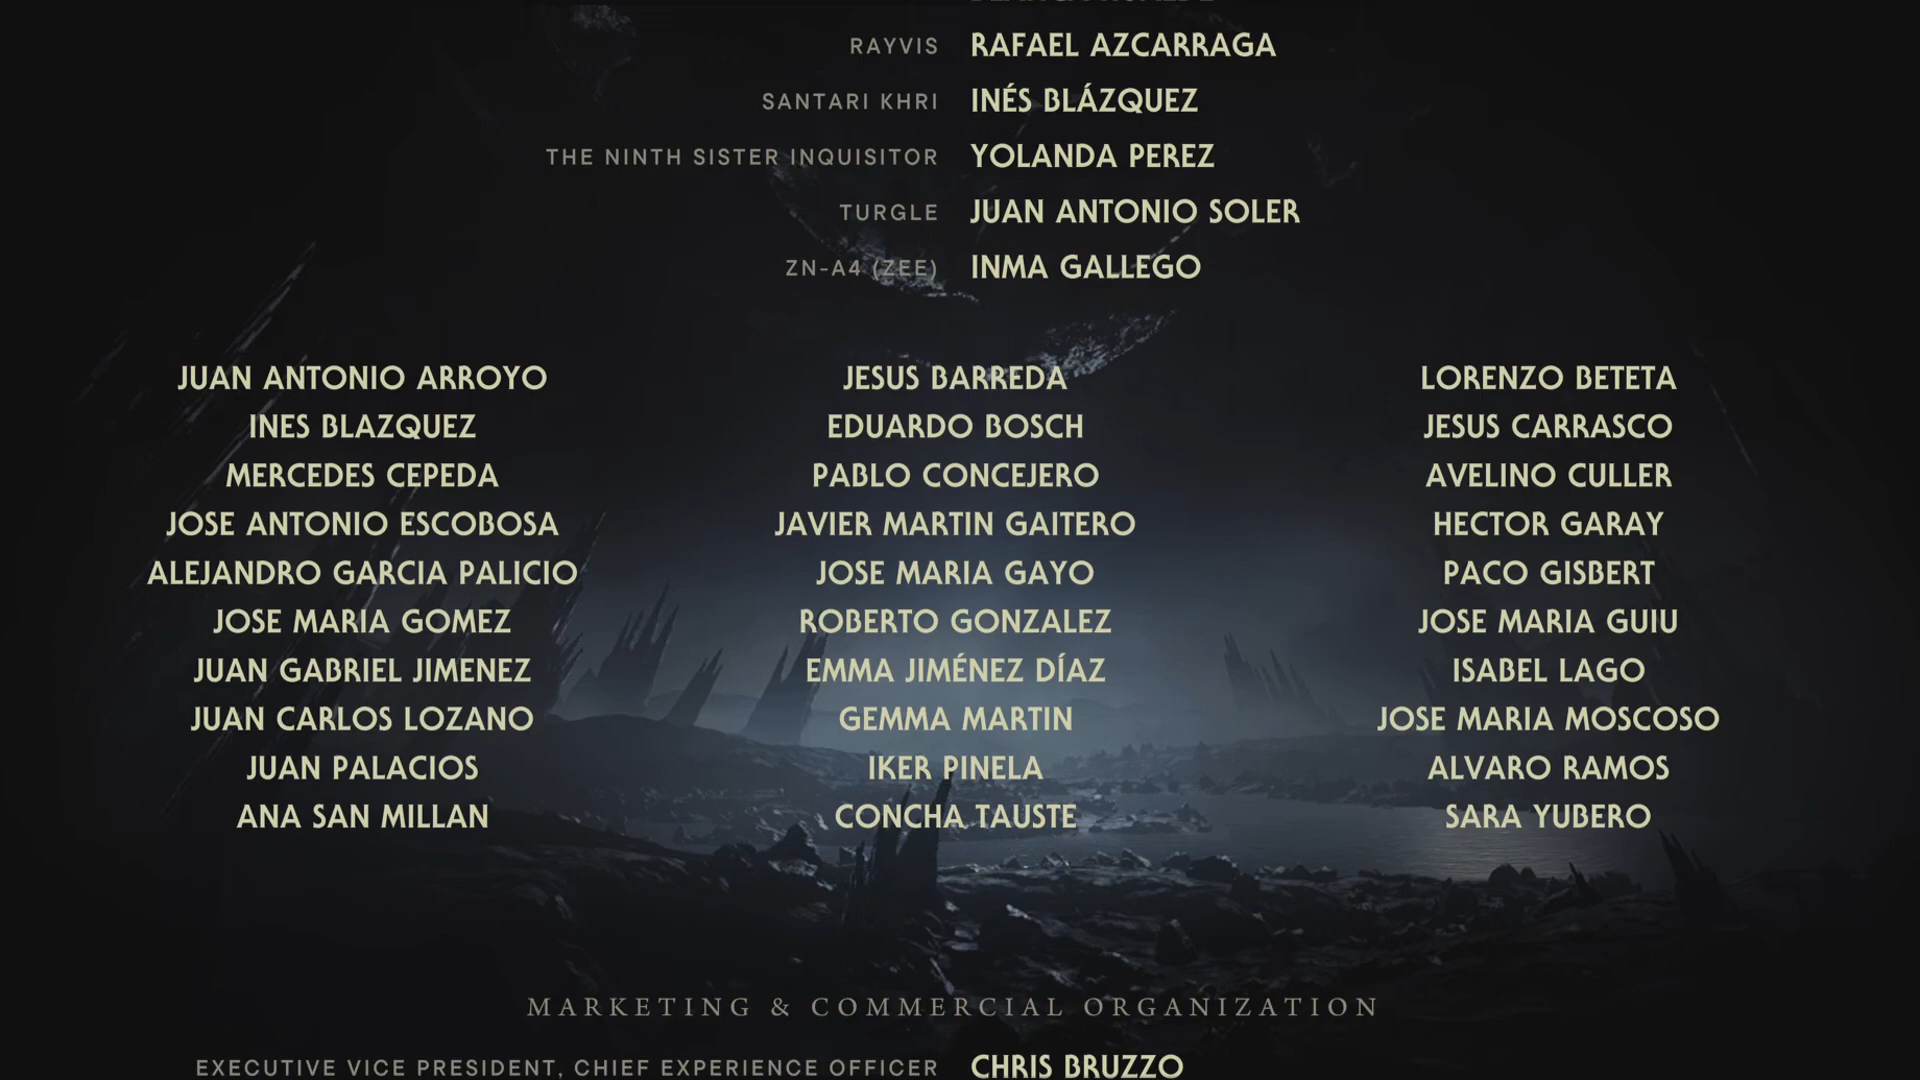 RAYVIS RAFAEL AZCARRAGA
SANTARI KHRI INÉS BLÁZQUEZ
THE NINTH SISTER INQUISITOR YOLANDA PEREZ
TURGLE JUAN ANTONIO SOLER
ZN-A4 (ZEE) INMA GALLEGO
JUAN ANTONIO ARROYO JESUS BARREDA LORENZO BETETA
INES BLAZQUEZ EDUARDO BOSCH JESUS CARRASCO
MERCEDES CEPEDA PABLO CONCEJERO AVELINO CULLER
JOSE ANTONIO ESCOBOSA JAVIER MARTIN GAITERO HECTOR GARAY
ALEJANDRO GARCIA PALICIO JOSE MARIA GAYO PACO GISBERT
JOSE MARIA GOMEZ ROBERTO GONZALEZ JOSE MARIA GUIU
JUAN GABRIEL JIMENEZ EMMA JIMÉNEZ DÍAZ ISABEL LAGO
JUAN CARLOS LOZANO GEMMA MARTIN JOSE MARIA MOSCOSO
JUAN PALACIOS IKER PINELA ALVARO RAMOS
ANA SAN MILLAN CONCHA TAUSTE SARA YUBERO
MARKETING & COMMERCIAL ORGANIZATION
EXECUTIVE VICE PRESIDENT, CHIEF EXPERIENCE OFFICER CHRIS BRUZZO